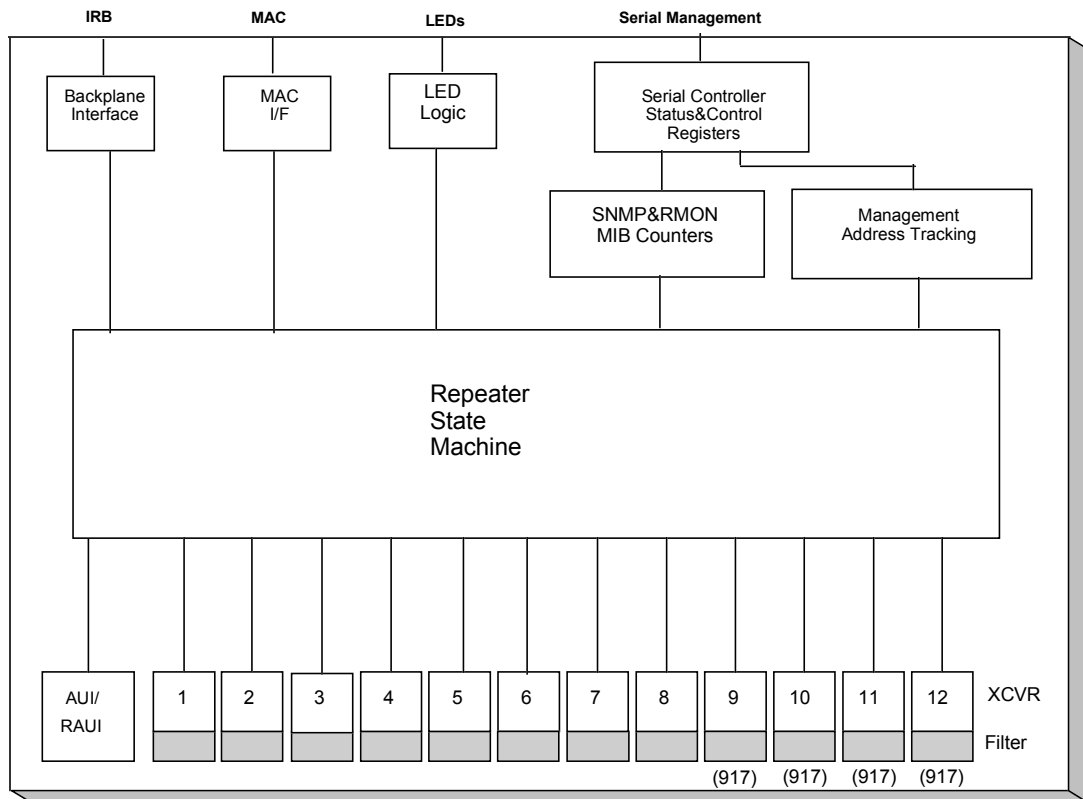 IRB MAC LEDs Serial Management
Backplane
Interface
MAC
I/F
LED
Logic
Serial Controller
Status&Control
Registers
SNMP&RMON
MIB Counters
Management
Address Tracking
Repeater
State
Machine
AUI/
RAUI
1 2 3 4 5 6 7 8 9 10 11 12 XCVR
Filter
(917) (917) (917) (917)